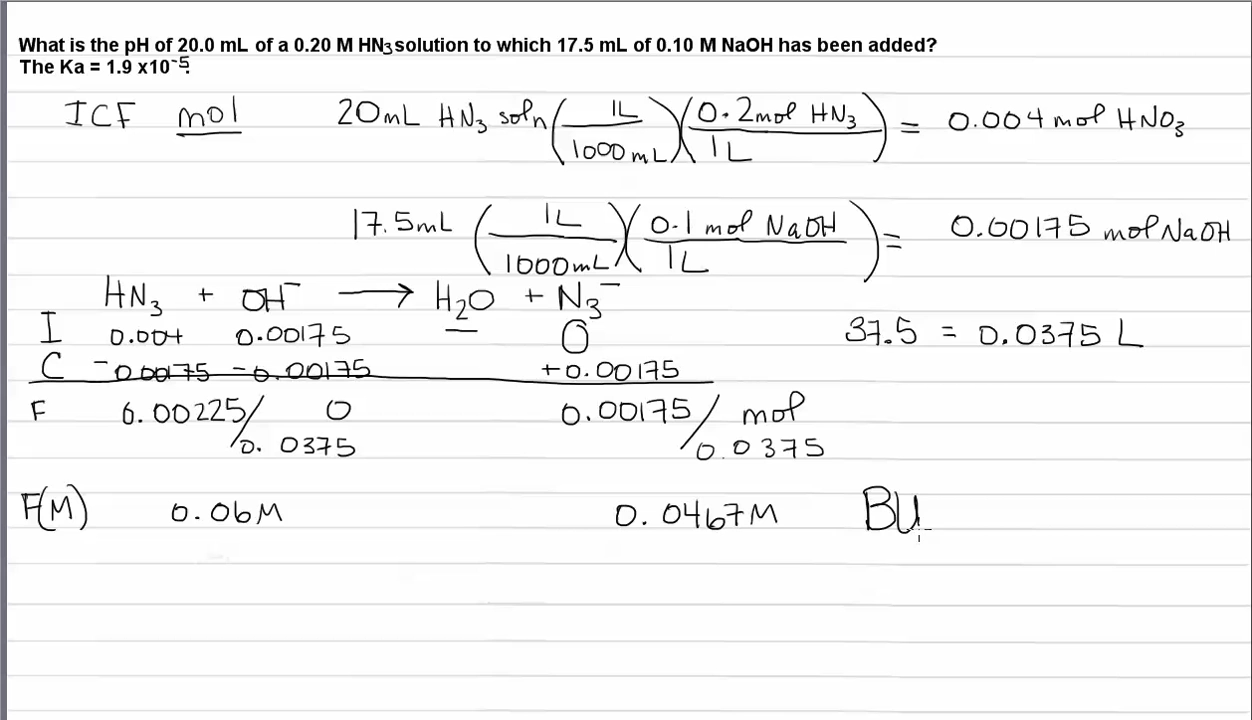 What is the pH of 20.0 mL of a 0.20 M HN3 solution to which 17.5 mL of 0.10 M NaOH has been added?
The Ka = 1.9 x10⁻⁵.
ICF mol 20mL HN₃ soln (1L/1000mL)(0.2mol HN₃/1L) = 0.004 mol HNO₃
17.5mL (1L/1000mL)(0.1 mol NaOH/1L) = 0.00175 mol NaOH
HN₃ + OH⁻ → H₂O + N₃⁻
I 0.004 0.00175 — 0 37.5 = 0.0375 L
C -0.00175 -0.00175 +0.00175
F 0.00225/0.0375 0 0.00175/0.0375 mol
F(M) 0.06M 0.0467M BU